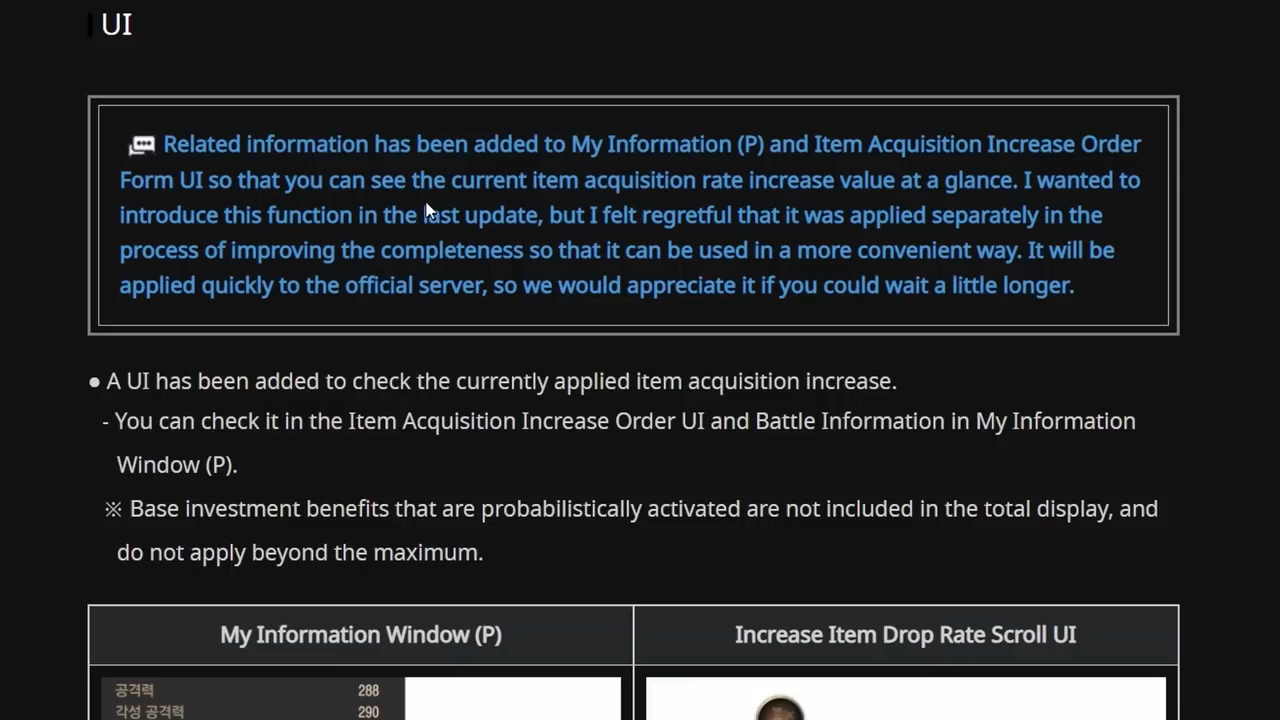 UI
Related information has been added to My Information (P) and Item Acquisition Increase Order
Form UI so that you can see the current item acquisition rate increase value at a glance. I wanted to
introduce this function in the last update, but I felt regretful that it was applied separately in the
process of improving the completeness so that it can be used in a more convenient way. It will be
applied quickly to the official server, so we would appreciate it if you could wait a little longer.
● A UI has been added to check the currently applied item acquisition increase.
- You can check it in the Item Acquisition Increase Order UI and Battle Information in My Information
Window (P).
※ Base investment benefits that are probabilistically activated are not included in the total display, and
do not apply beyond the maximum.
My Information Window (P) Increase Item Drop Rate Scroll UI
공격력 288
각성 공격력 290